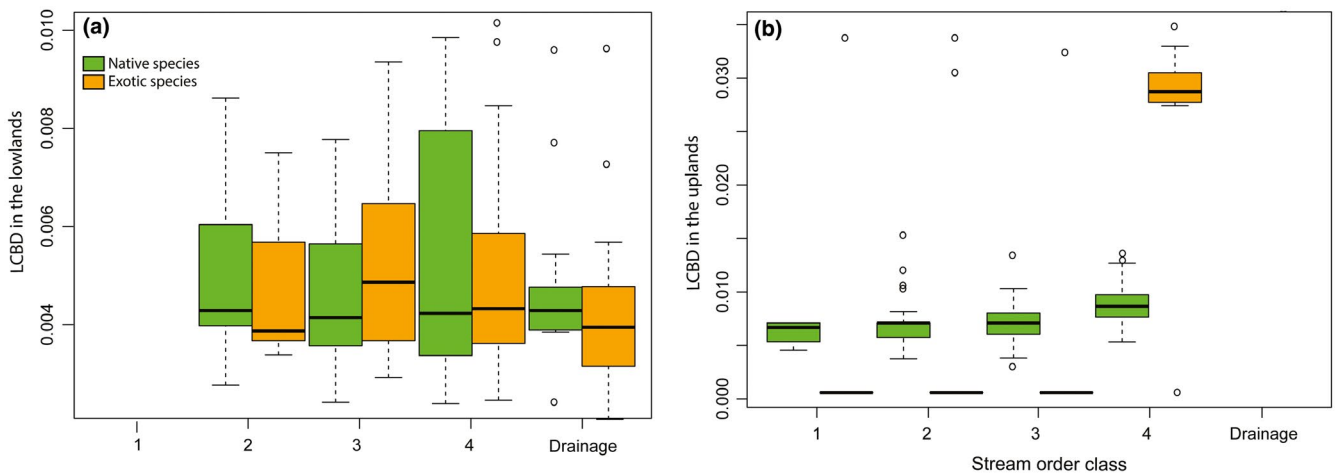 (a)
Native species
Exotic species
LCBD in the lowlands
0.010
0.008
0.006
0.004
1 2 3 4 Drainage
(b)
LCBD in the uplands
0.030
0.020
0.010
0.000
1 2 3 4 Drainage
Stream order class